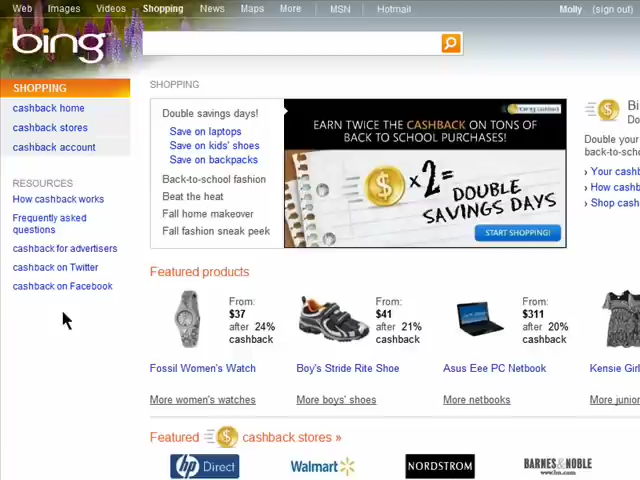 Web Images Videos Shopping News Maps More MSN Hotmail Molly (sign out)
bing
SHOPPING
cashback home
cashback stores
cashback account
RESOURCES
How cashback works
Frequently asked
questions
cashback for advertisers
cashback on Twitter
cashback on Facebook
SHOPPING
Double savings days!
Save on laptops
Save on kids' shoes
Save on backpacks
Back-to-school fashion
Beat the heat
Fall home makeover
Fall fashion sneak peek
EARN TWICE THE CASHBACK ON TONS OF
BACK TO SCHOOL PURCHASES!
x2=
DOUBLE
SAVINGS DAYS
START SHOPPING!
Bi
Do
Double your
back-to-scho
› Your cashb
› How cashb
› Shop cash
Featured products
From:
$37
after 24%
cashback
Fossil Women's Watch
More women's watches
From:
$41
after 21%
cashback
Boy's Stride Rite Shoe
More boys' shoes
From:
$311
after 20%
cashback
Asus Eee PC Netbook
More netbooks
Kensie Girl
More junior
Featured cashback stores »
hp Direct
Walmart
NORDSTROM
BARNES&NOBLE
www.bn.com